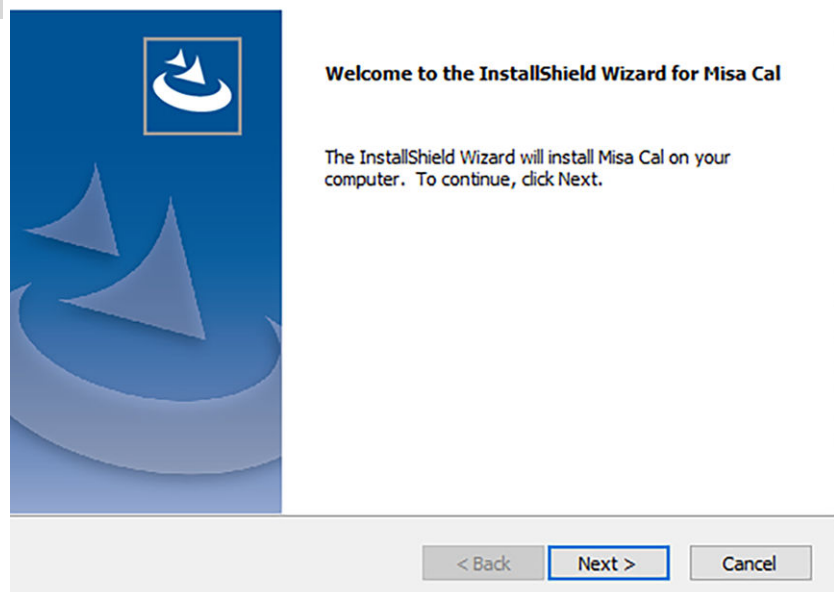 Welcome to the InstallShield Wizard for Misa Cal
The InstallShield Wizard will install Misa Cal on your
computer.  To continue, click Next.
< Back
Next >
Cancel